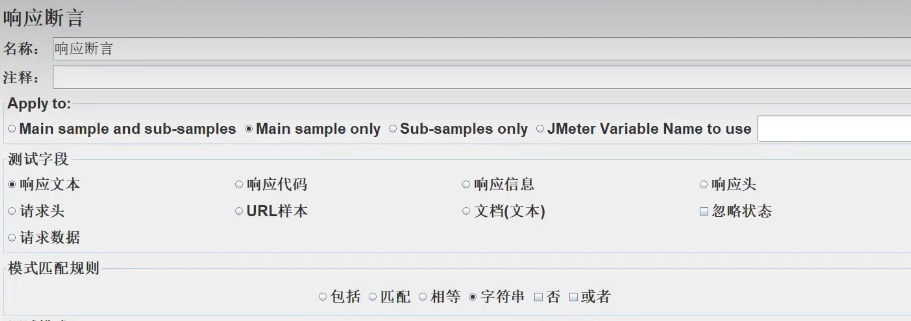 响应断言
名称： 响应断言
注释：
Apply to:
Main sample and sub-samples Main sample only Sub-samples only JMeter Variable Name to use
测试字段
响应文本 响应代码 响应信息 响应头
请求头 URL样本 文档(文本) 忽略状态
请求数据
模式匹配规则
包括 匹配 相等 字符串 否 或者